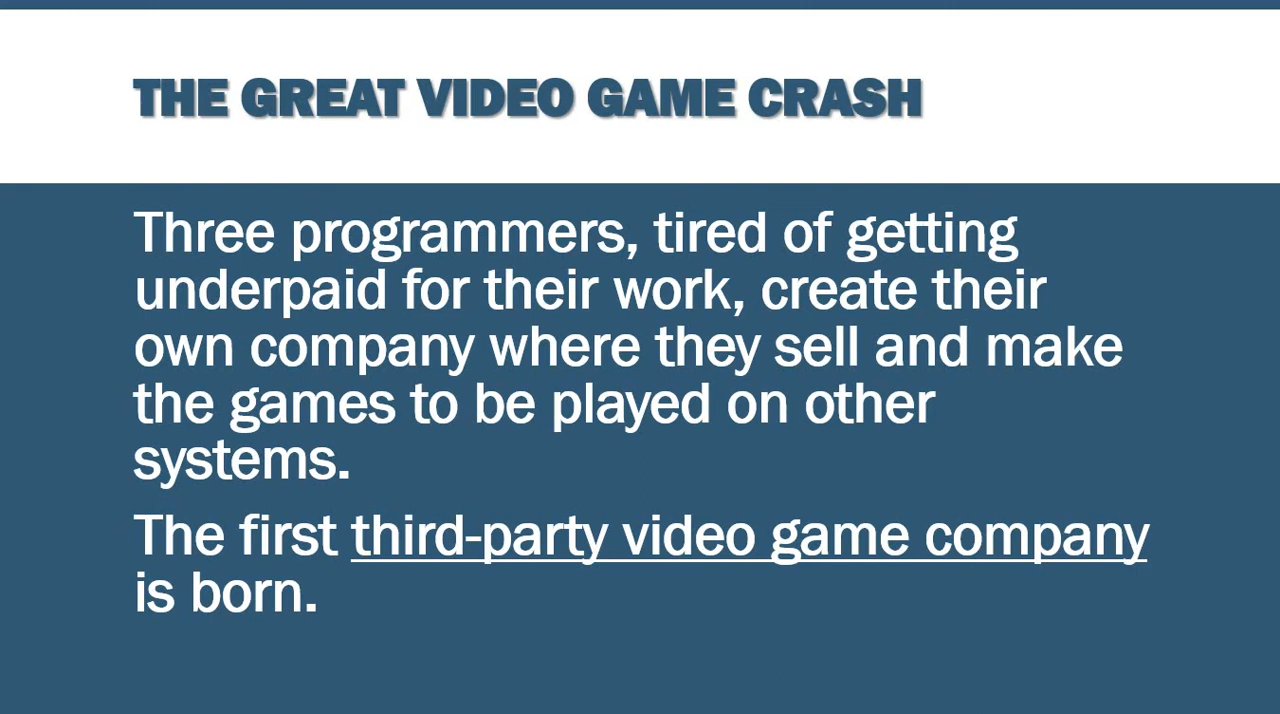 THE GREAT VIDEO GAME CRASH
Three programmers, tired of getting
underpaid for their work, create their
own company where they sell and make
the games to be played on other
systems.
The first third-party video game company
is born.